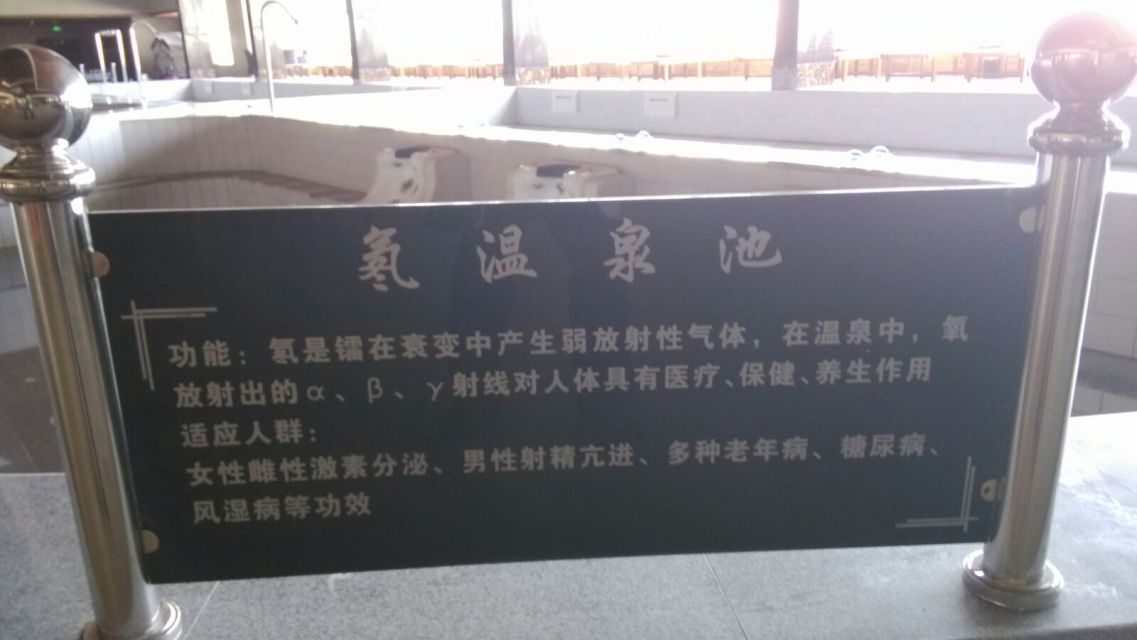 氡温泉池
功能：氡是镭在衰变中产生弱放射性气体，在温泉中，氧
放射出的α、β、γ射线对人体具有医疗、保健、养生作用
适应人群：
女性雌性激素分泌、男性射精亢进、多种老年病、糖尿病、
风湿病等功效